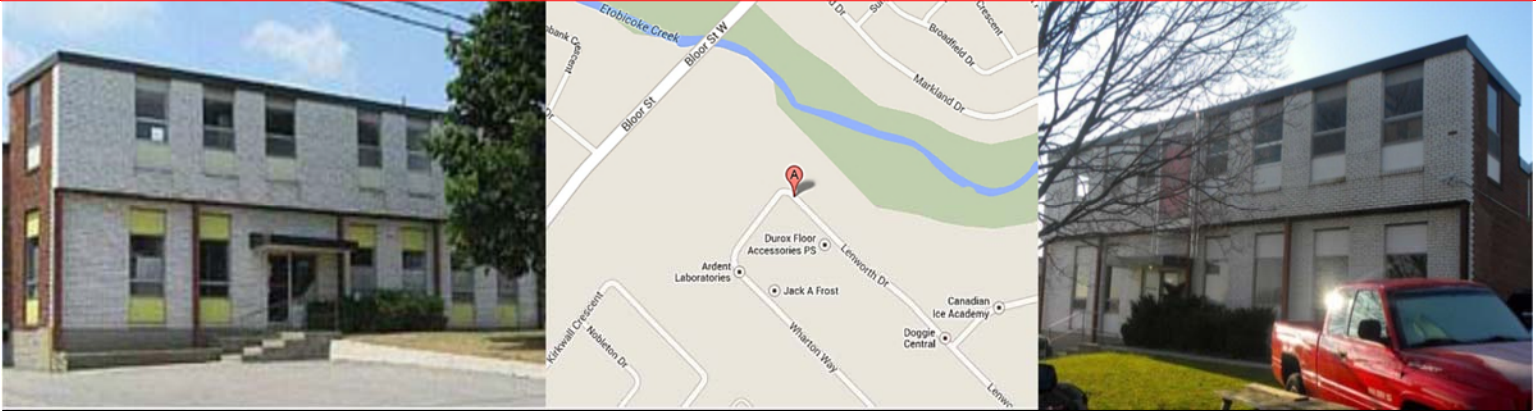 Etobicoke Creek
Bloor St W
Bloor St
Crescent
Broadfield Dr
Markland Dr
Dr
A
Durox Floor
Accessories PS
Lenworth Dr
Ardent
Laboratories
Jack A Frost
Canadian
Ice Academy
Doggie
Central
Kirkwall Crescent
Nobleton Dr
Wharton Way